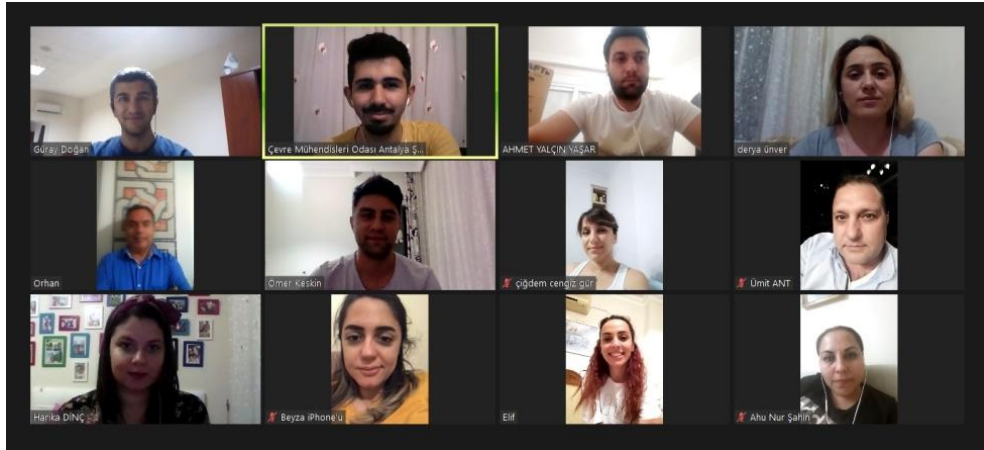 Güray Doğan
Çevre Mühendisleri Odası Antalya Ş...
AHMET YALÇIN YAŞAR
derya ünver
Orhan
Ömer Keskin
çiğdem cengiz gür
Ümit ANT
Harika DİNÇ
Beyza iPhone'u
Elif
Ahu Nur Şahin